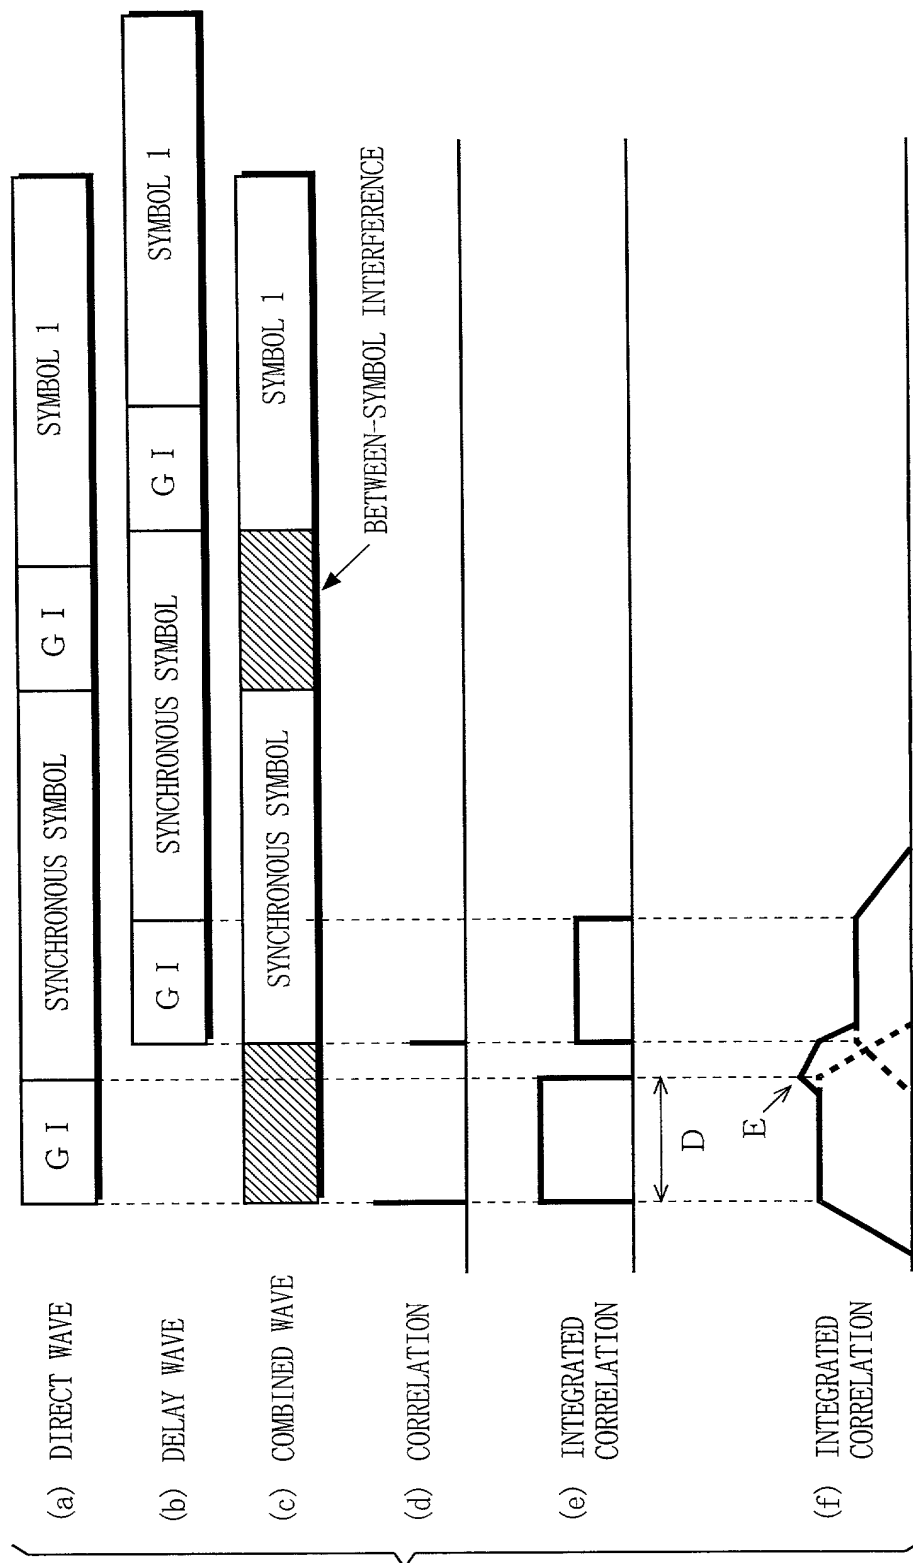 (a) DIRECT WAVE
G I
SYNCHRONOUS SYMBOL
G I
SYMBOL 1
(b) DELAY WAVE
G I
SYNCHRONOUS SYMBOL
G I
SYMBOL 1
(c) COMBINED WAVE
SYNCHRONOUS SYMBOL
SYMBOL 1
BETWEEN-SYMBOL INTERFERENCE
(d) CORRELATION
(e) INTEGRATED
CORRELATION
D
E
(f) INTEGRATED
CORRELATION